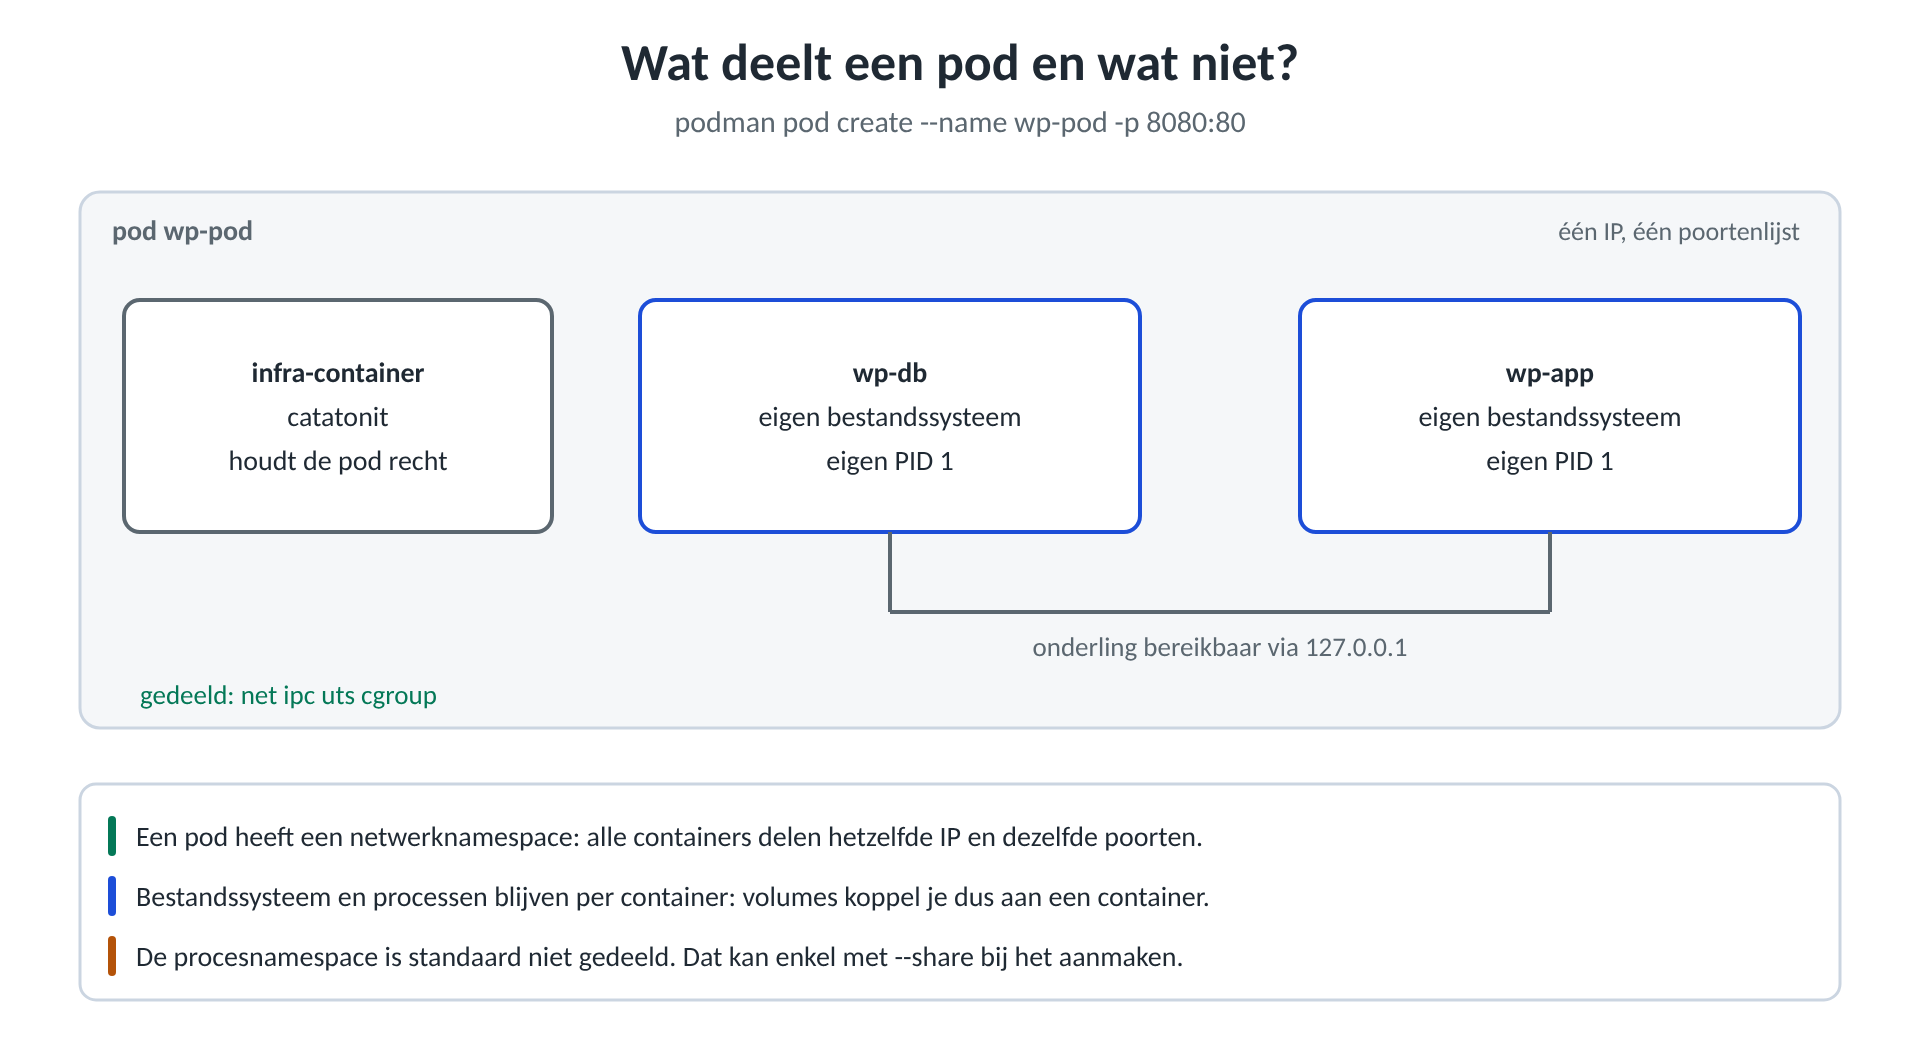 Wat deelt een pod en wat niet?
podman pod create --name wp-pod -p 8080:80
pod wp-pod
één IP, één poortenlijst
infra-container
catatonit
houdt de pod recht
wp-db
eigen bestandssysteem
eigen PID 1
wp-app
eigen bestandssysteem
eigen PID 1
onderling bereikbaar via 127.0.0.1
gedeeld: net ipc uts cgroup
Een pod heeft een netwerknamespace: alle containers delen hetzelfde IP en dezelfde poorten.
Bestandssysteem en processen blijven per container: volumes koppel je dus aan een container.
De procesnamespace is standaard niet gedeeld. Dat kan enkel met --share bij het aanmaken.